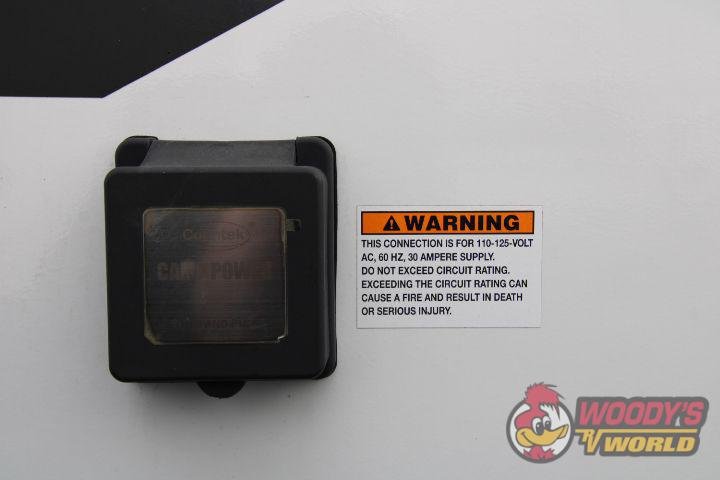 WARNING
THIS CONNECTION IS FOR 110-125-VOLT
AC, 60 HZ, 30 AMPERE SUPPLY.
DO NOT EXCEED CIRCUIT RATING.
EXCEEDING THE CIRCUIT RATING CAN
CAUSE A FIRE AND RESULT IN DEATH
OR SERIOUS INJURY.
WOODY'S
RV WORLD